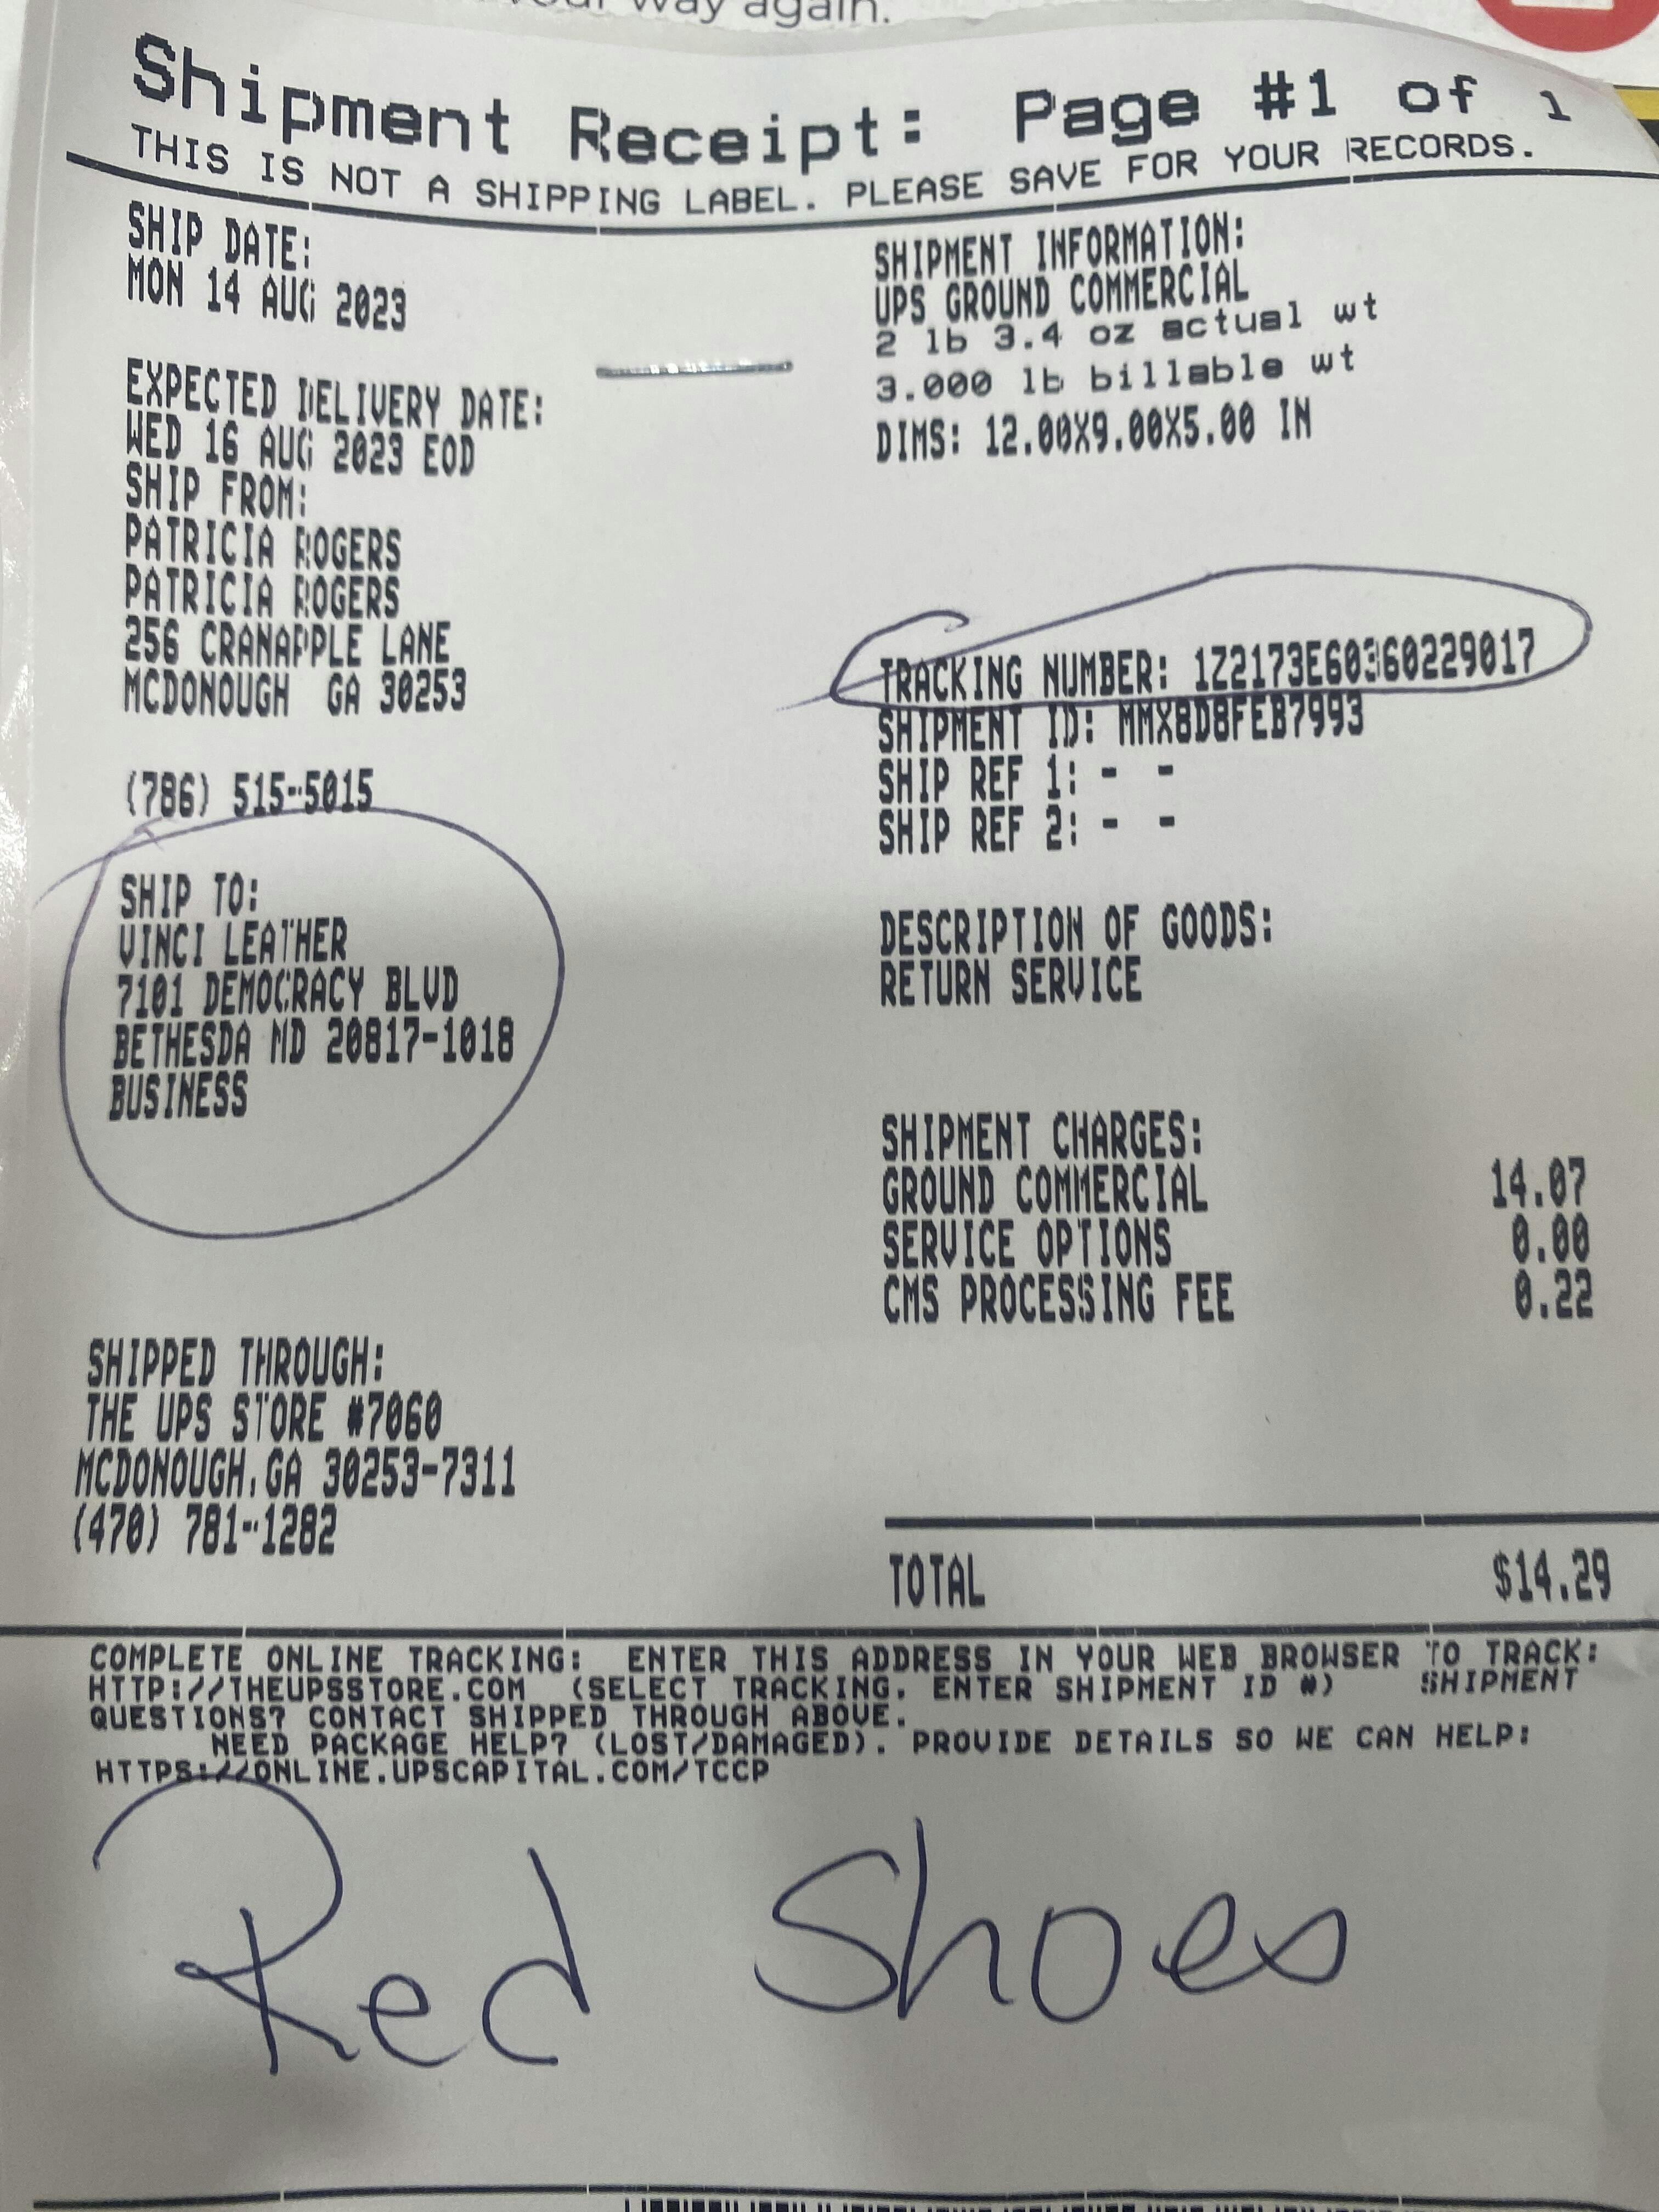 way again.
Shipment Receipt: Page #1 of 1
THIS IS NOT A SHIPPING LABEL. PLEASE SAVE FOR YOUR RECORDS.
SHIP DATE:
MON 14 AUG 2023
EXPECTED DELIVERY DATE:
WED 16 AUG 2023 EOD
SHIP FROM:
PATRICIA ROGERS
PATRICIA ROGERS
256 CRANAPPLE LANE
MCDONOUGH GA 30253
(786) 515-5015
SHIP TO:
VINCI LEATHER
7101 DEMOCRACY BLVD
BETHESDA MD 20817-1018
BUSINESS
SHIPPED THROUGH:
THE UPS STORE #7060
MCDONOUGH,GA 30253-7311
(470) 781-1282
SHIPMENT INFORMATION:
UPS GROUND COMMERCIAL
2 lb 3.4 oz actual wt
3.000 lb billable wt
DIMS: 12.00X9.00X5.00 IN
TRACKING NUMBER: 1Z2173E60360229017
SHIPMENT ID: MMX8D8FEB7993
SHIP REF 1: - -
SHIP REF 2: - -
DESCRIPTION OF GOODS:
RETURN SERVICE
SHIPMENT CHARGES:
GROUND COMMERCIAL 14.07
SERVICE OPTIONS 0.00
CMS PROCESSING FEE 0.22
TOTAL $14.29
COMPLETE ONLINE TRACKING: ENTER THIS ADDRESS IN YOUR WEB BROWSER TO TRACK:
HTTP://THEUPSSTORE.COM (SELECT TRACKING, ENTER SHIPMENT ID #) SHIPMENT
QUESTIONS? CONTACT SHIPPED THROUGH ABOVE.
NEED PACKAGE HELP? (LOST/DAMAGED). PROVIDE DETAILS SO WE CAN HELP:
HTTPS://ONLINE.UPSCAPITAL.COM/TCCP
Red Shoes